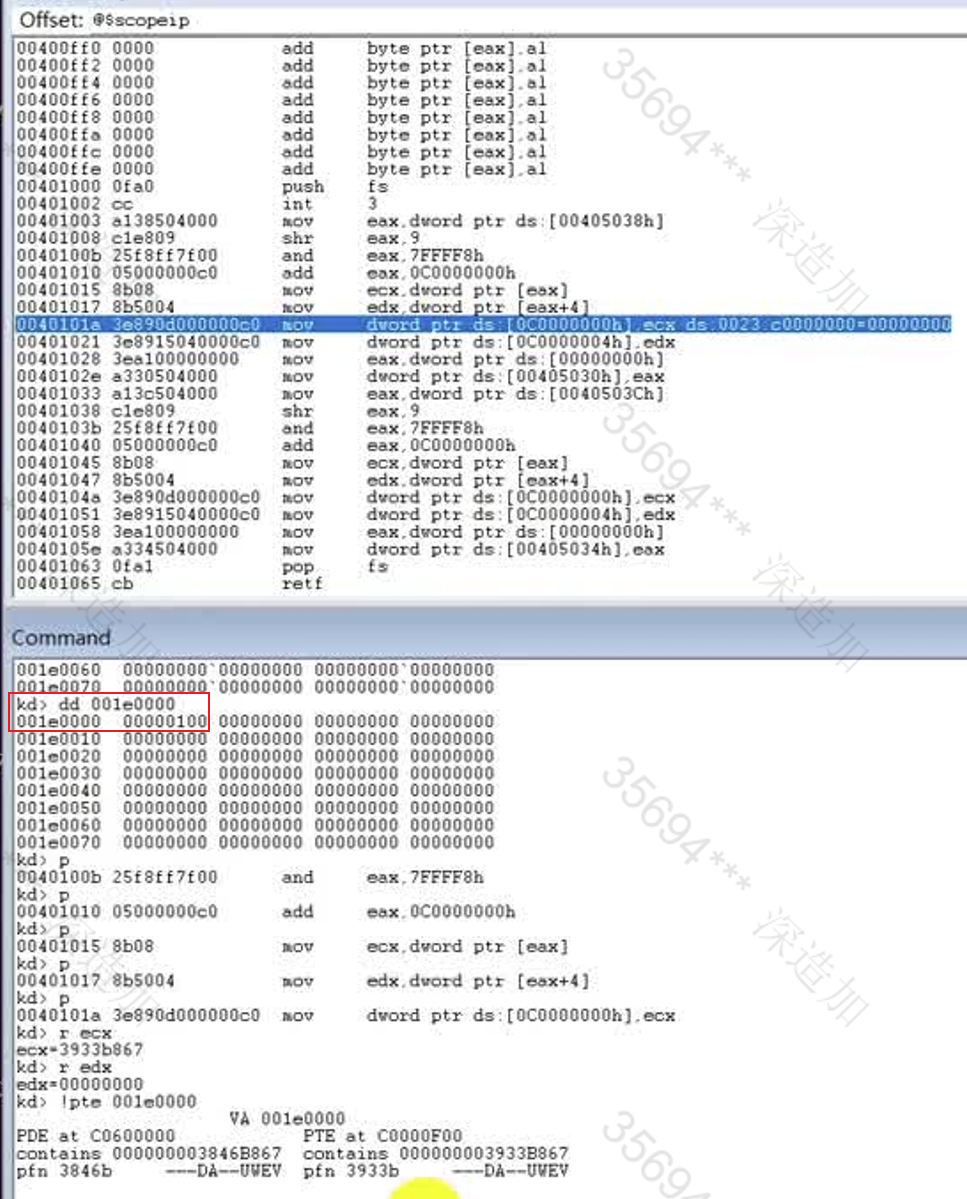 Offset: @$scopeip
00400ff0 0000 add byte ptr [eax],al
00400ff2 0000 add byte ptr [eax],al
00400ff4 0000 add byte ptr [eax],al
00400ff6 0000 add byte ptr [eax],al
00400ff8 0000 add byte ptr [eax],al
00400ffa 0000 add byte ptr [eax],al
00400ffc 0000 add byte ptr [eax],al
00400ffe 0000 add byte ptr [eax],al
00401000 0fa0 push fs
00401002 cc int 3
00401003 a138504000 mov eax,dword ptr ds:[00405038h]
00401008 c1e809 shr eax,9
0040100b 25f8ff7f00 and eax,7FFFF8h
00401010 05000000c0 add eax,0C0000000h
00401015 8b08 mov ecx,dword ptr [eax]
00401017 8b5004 mov edx,dword ptr [eax+4]
0040101a 3e890d000000c0 mov dword ptr ds:[0C0000000h],ecx ds:0023:c0000000=00000000
00401021 3e8915040000c0 mov dword ptr ds:[0C0000004h],edx
00401028 3ea100000000 mov eax,dword ptr ds:[00000000h]
0040102e a330504000 mov dword ptr ds:[00405030h],eax
00401033 a13c504000 mov eax,dword ptr ds:[0040503Ch]
00401038 c1e809 shr eax,9
0040103b 25f8ff7f00 and eax,7FFFF8h
00401040 05000000c0 add eax,0C0000000h
00401045 8b08 mov ecx,dword ptr [eax]
00401047 8b5004 mov edx,dword ptr [eax+4]
0040104a 3e890d000000c0 mov dword ptr ds:[0C0000000h],ecx
00401051 3e8915040000c0 mov dword ptr ds:[0C0000004h],edx
00401058 3ea100000000 mov eax,dword ptr ds:[00000000h]
0040105e a334504000 mov dword ptr ds:[00405034h],eax
00401063 0fa1 pop fs
00401065 cb retf
Command
001e0060 00000000`00000000 00000000`00000000
001e0070 00000000`00000000 00000000`00000000
kd> dd 001e0000
001e0000 00000100 00000000 00000000 00000000
001e0010 00000000 00000000 00000000 00000000
001e0020 00000000 00000000 00000000 00000000
001e0030 00000000 00000000 00000000 00000000
001e0040 00000000 00000000 00000000 00000000
001e0050 00000000 00000000 00000000 00000000
001e0060 00000000 00000000 00000000 00000000
001e0070 00000000 00000000 00000000 00000000
kd> p
0040100b 25f8ff7f00 and eax,7FFFF8h
kd> p
00401010 05000000c0 add eax,0C0000000h
kd> p
00401015 8b08 mov ecx,dword ptr [eax]
kd> p
00401017 8b5004 mov edx,dword ptr [eax+4]
kd> p
0040101a 3e890d000000c0 mov dword ptr ds:[0C0000000h],ecx
kd> r ecx
ecx=3933b867
kd> r edx
edx=00000000
kd> !pte 001e0000
VA 001e0000
PDE at C0600000 PTE at C0000F00
contains 000000003846B867 contains 000000003933B867
pfn 3846b ---DA--UWEV pfn 3933b ---DA--UWEV
35694***
深造加
35694***
深造加
深造加
深造加
35694***
深造加
深造加
35694